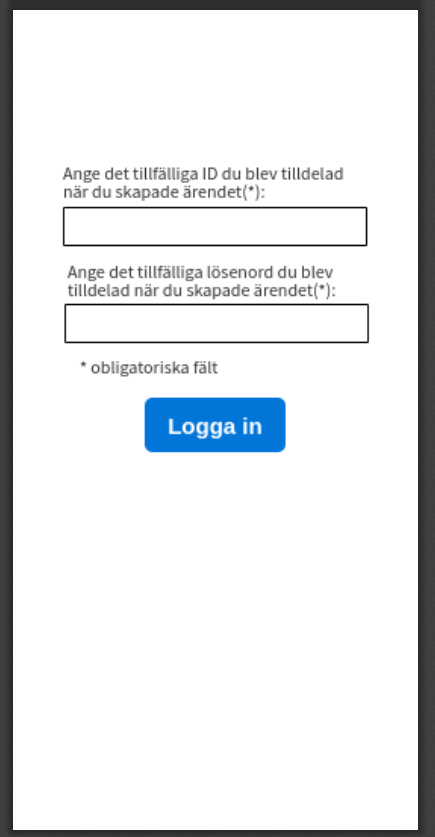 Ange det tillfälliga ID du blev tilldelad
när du skapade ärendet(*):
Ange det tillfälliga lösenord du blev
tilldelad när du skapade ärendet(*):
* obligatoriska fält
Logga in